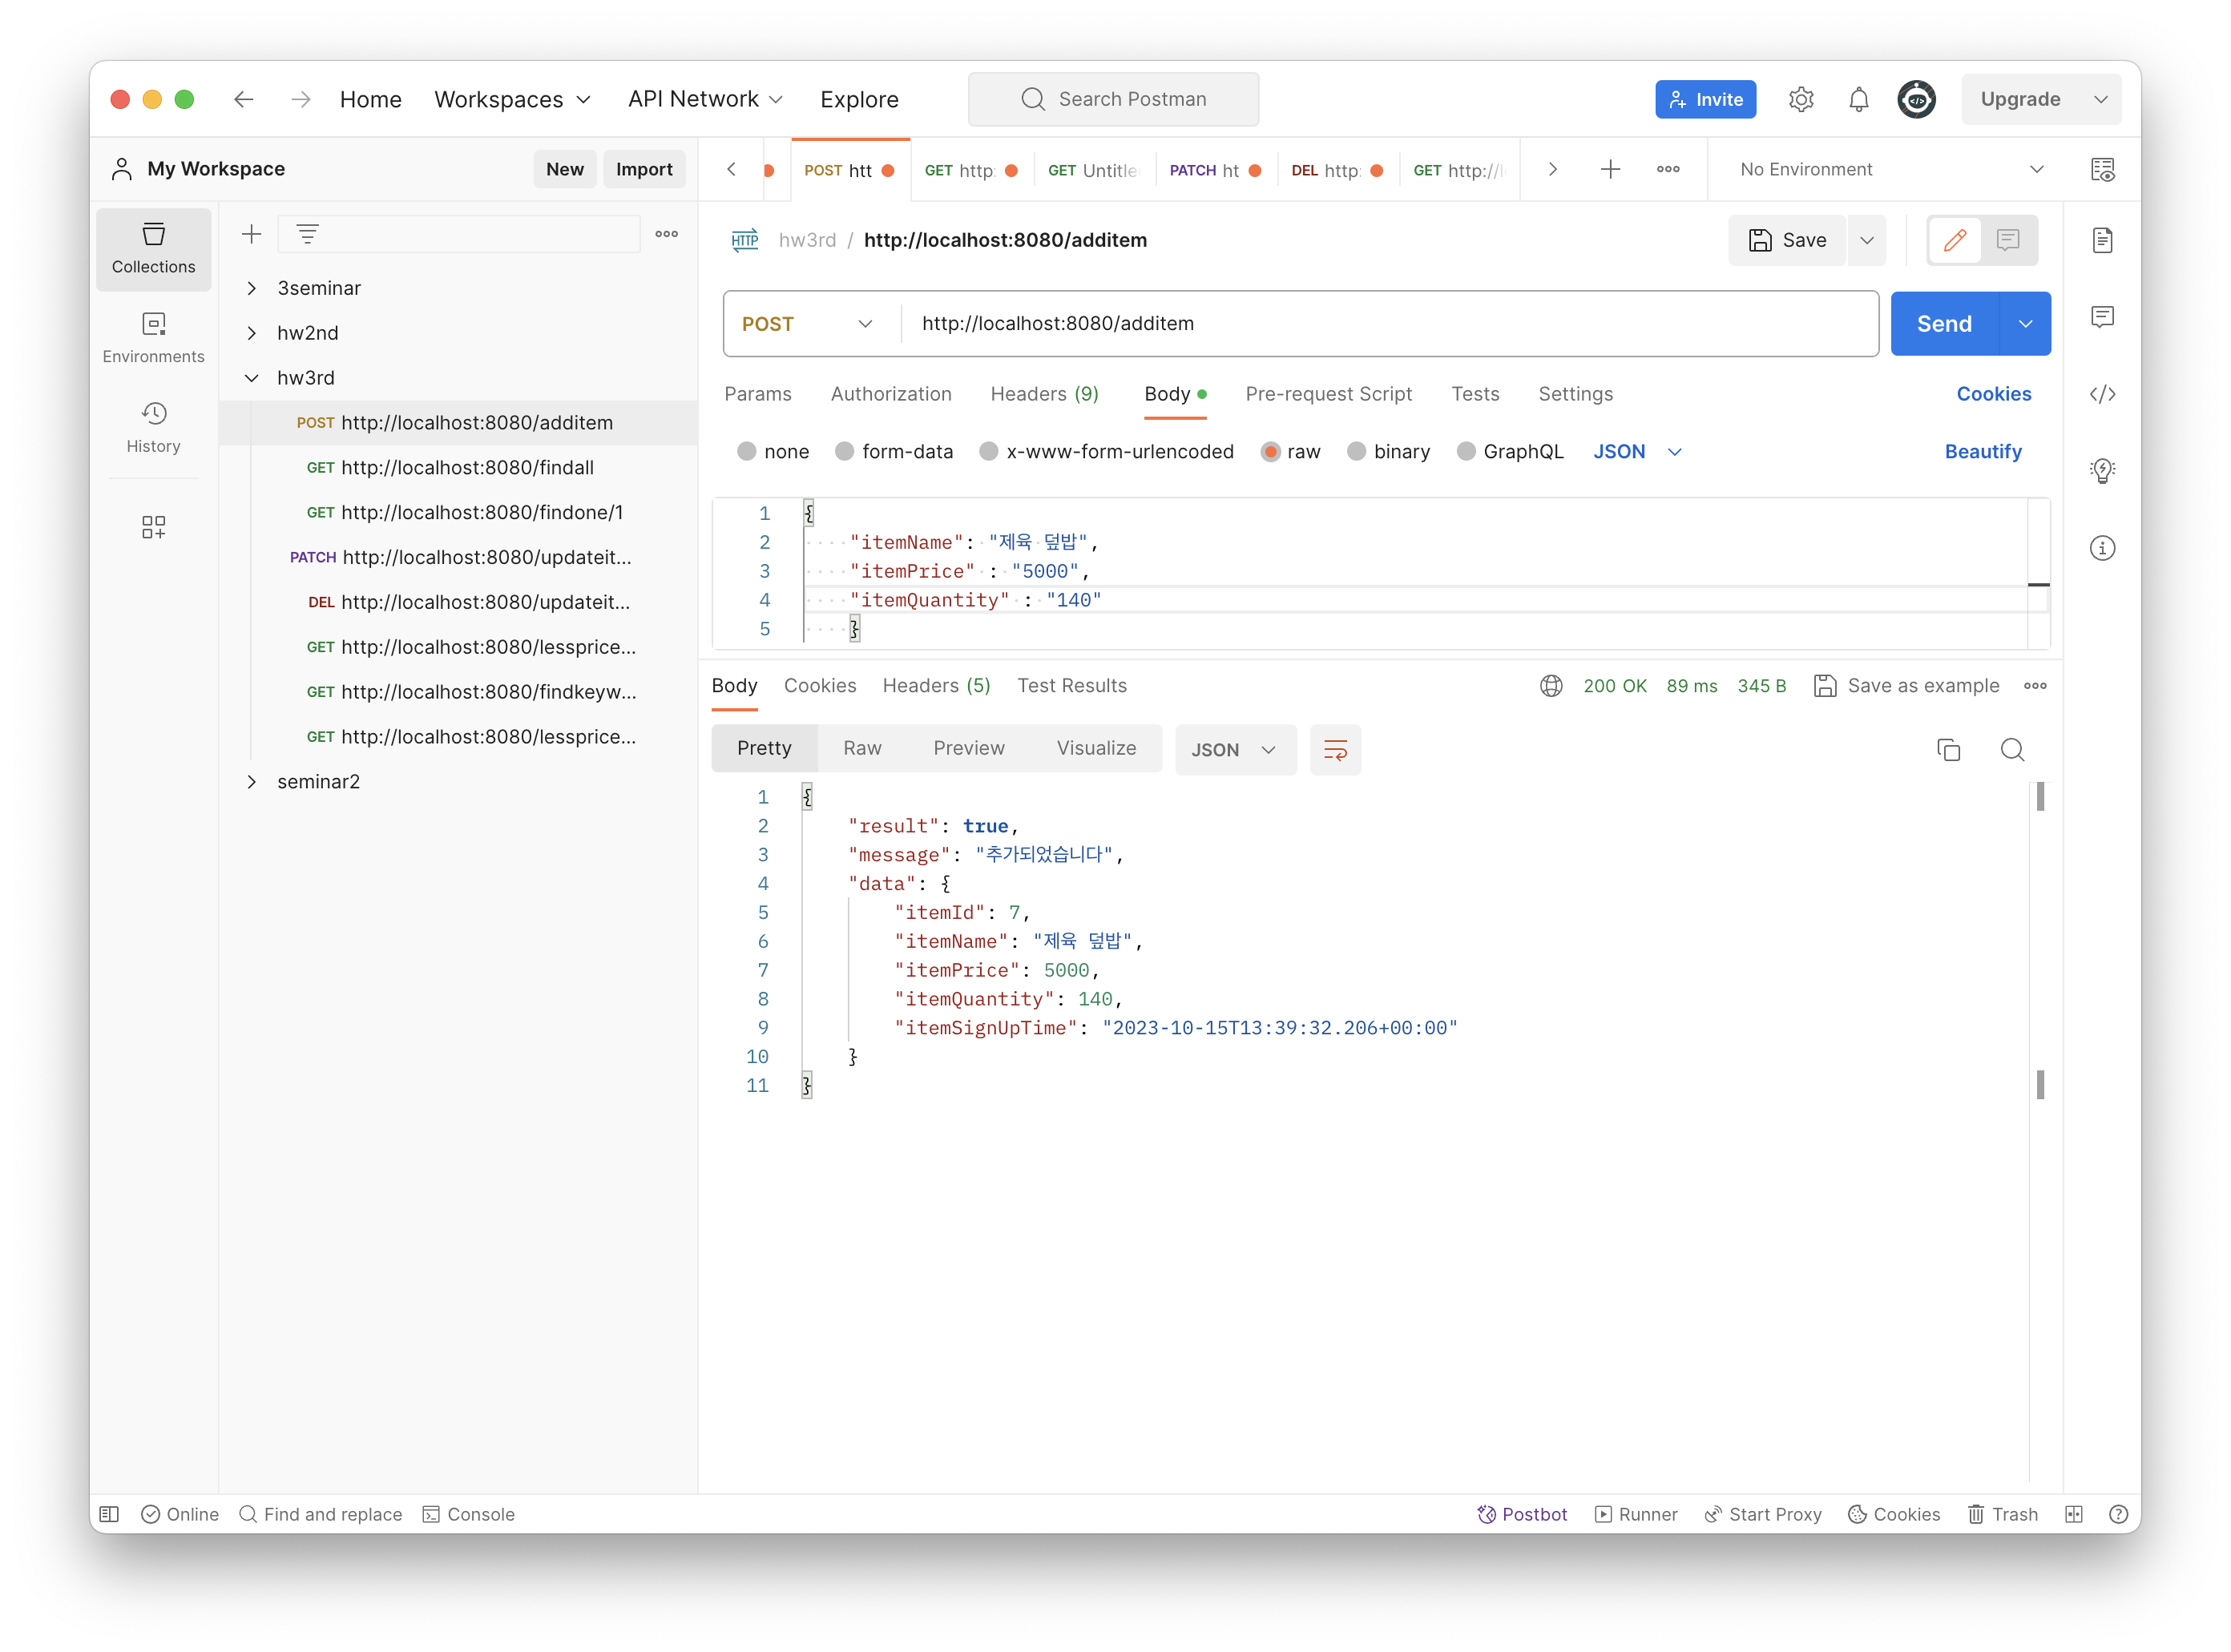 Home Workspaces API Network Explore Search Postman Invite Upgrade
My Workspace New Import
POST htt GET http: GET Untitle PATCH ht DEL http: GET http://l No Environment
Collections
Environments
History
3seminar
hw2nd
hw3rd
POST http://localhost:8080/additem
GET http://localhost:8080/findall
GET http://localhost:8080/findone/1
PATCH http://localhost:8080/updateit...
DEL http://localhost:8080/updateit...
GET http://localhost:8080/lessprice...
GET http://localhost:8080/findkeyw...
GET http://localhost:8080/lessprice...
seminar2
HTTP hw3rd / http://localhost:8080/additem Save
POST http://localhost:8080/additem Send
Params Authorization Headers (9) Body Pre-request Script Tests Settings Cookies
none form-data x-www-form-urlencoded raw binary GraphQL JSON Beautify
1 {
2 "itemName": "제육 덮밥",
3 "itemPrice" : "5000",
4 "itemQuantity" : "140"
5 }
Body Cookies Headers (5) Test Results 200 OK 89 ms 345 B Save as example
Pretty Raw Preview Visualize JSON
1 {
2 "result": true,
3 "message": "추가되었습니다",
4 "data": {
5 "itemId": 7,
6 "itemName": "제육 덮밥",
7 "itemPrice": 5000,
8 "itemQuantity": 140,
9 "itemSignUpTime": "2023-10-15T13:39:32.206+00:00"
10 }
11 }
Online Find and replace Console Postbot Runner Start Proxy Cookies Trash